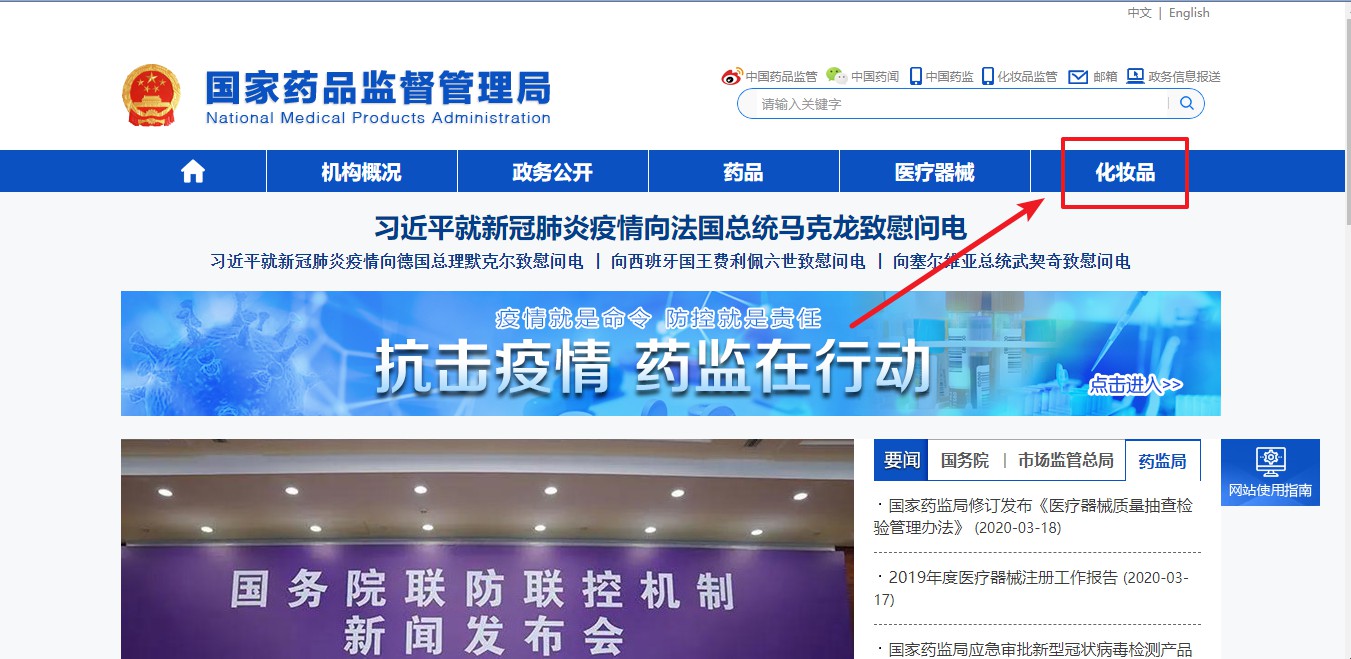 中文 | English
中国药品监管 中国药闻 中国药监 化妆品监管 邮箱 政务信息报送
国家药品监督管理局
National Medical Products Administration
请输入关键字
机构概况 政务公开 药品 医疗器械 化妆品
习近平就新冠肺炎疫情向法国总统马克龙致慰问电
习近平就新冠肺炎疫情向德国总理默克尔致慰问电 | 向西班牙国王费利佩六世致慰问电 | 向塞尔维亚总统武契奇致慰问电
疫情就是命令 防控就是责任
抗击疫情 药监在行动
点击进入>>
国务院联防联控机制
新闻发布会
要闻 国务院 | 市场监管总局 药监局
· 国家药监局修订发布《医疗器械质量抽查检
验管理办法》 (2020-03-18)
· 2019年度医疗器械注册工作报告 (2020-03-
17)
· 国家药监局应急审批新型冠状病毒检测产品
网站使用指南